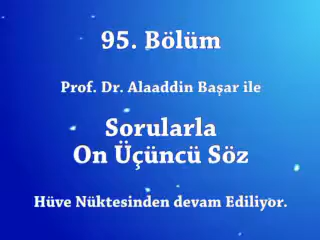 95. Bölüm
Prof. Dr. Alaaddin Başar ile
Sorularla
On Üçüncü Söz
Hüve Nüktesinden devam Ediliyor.